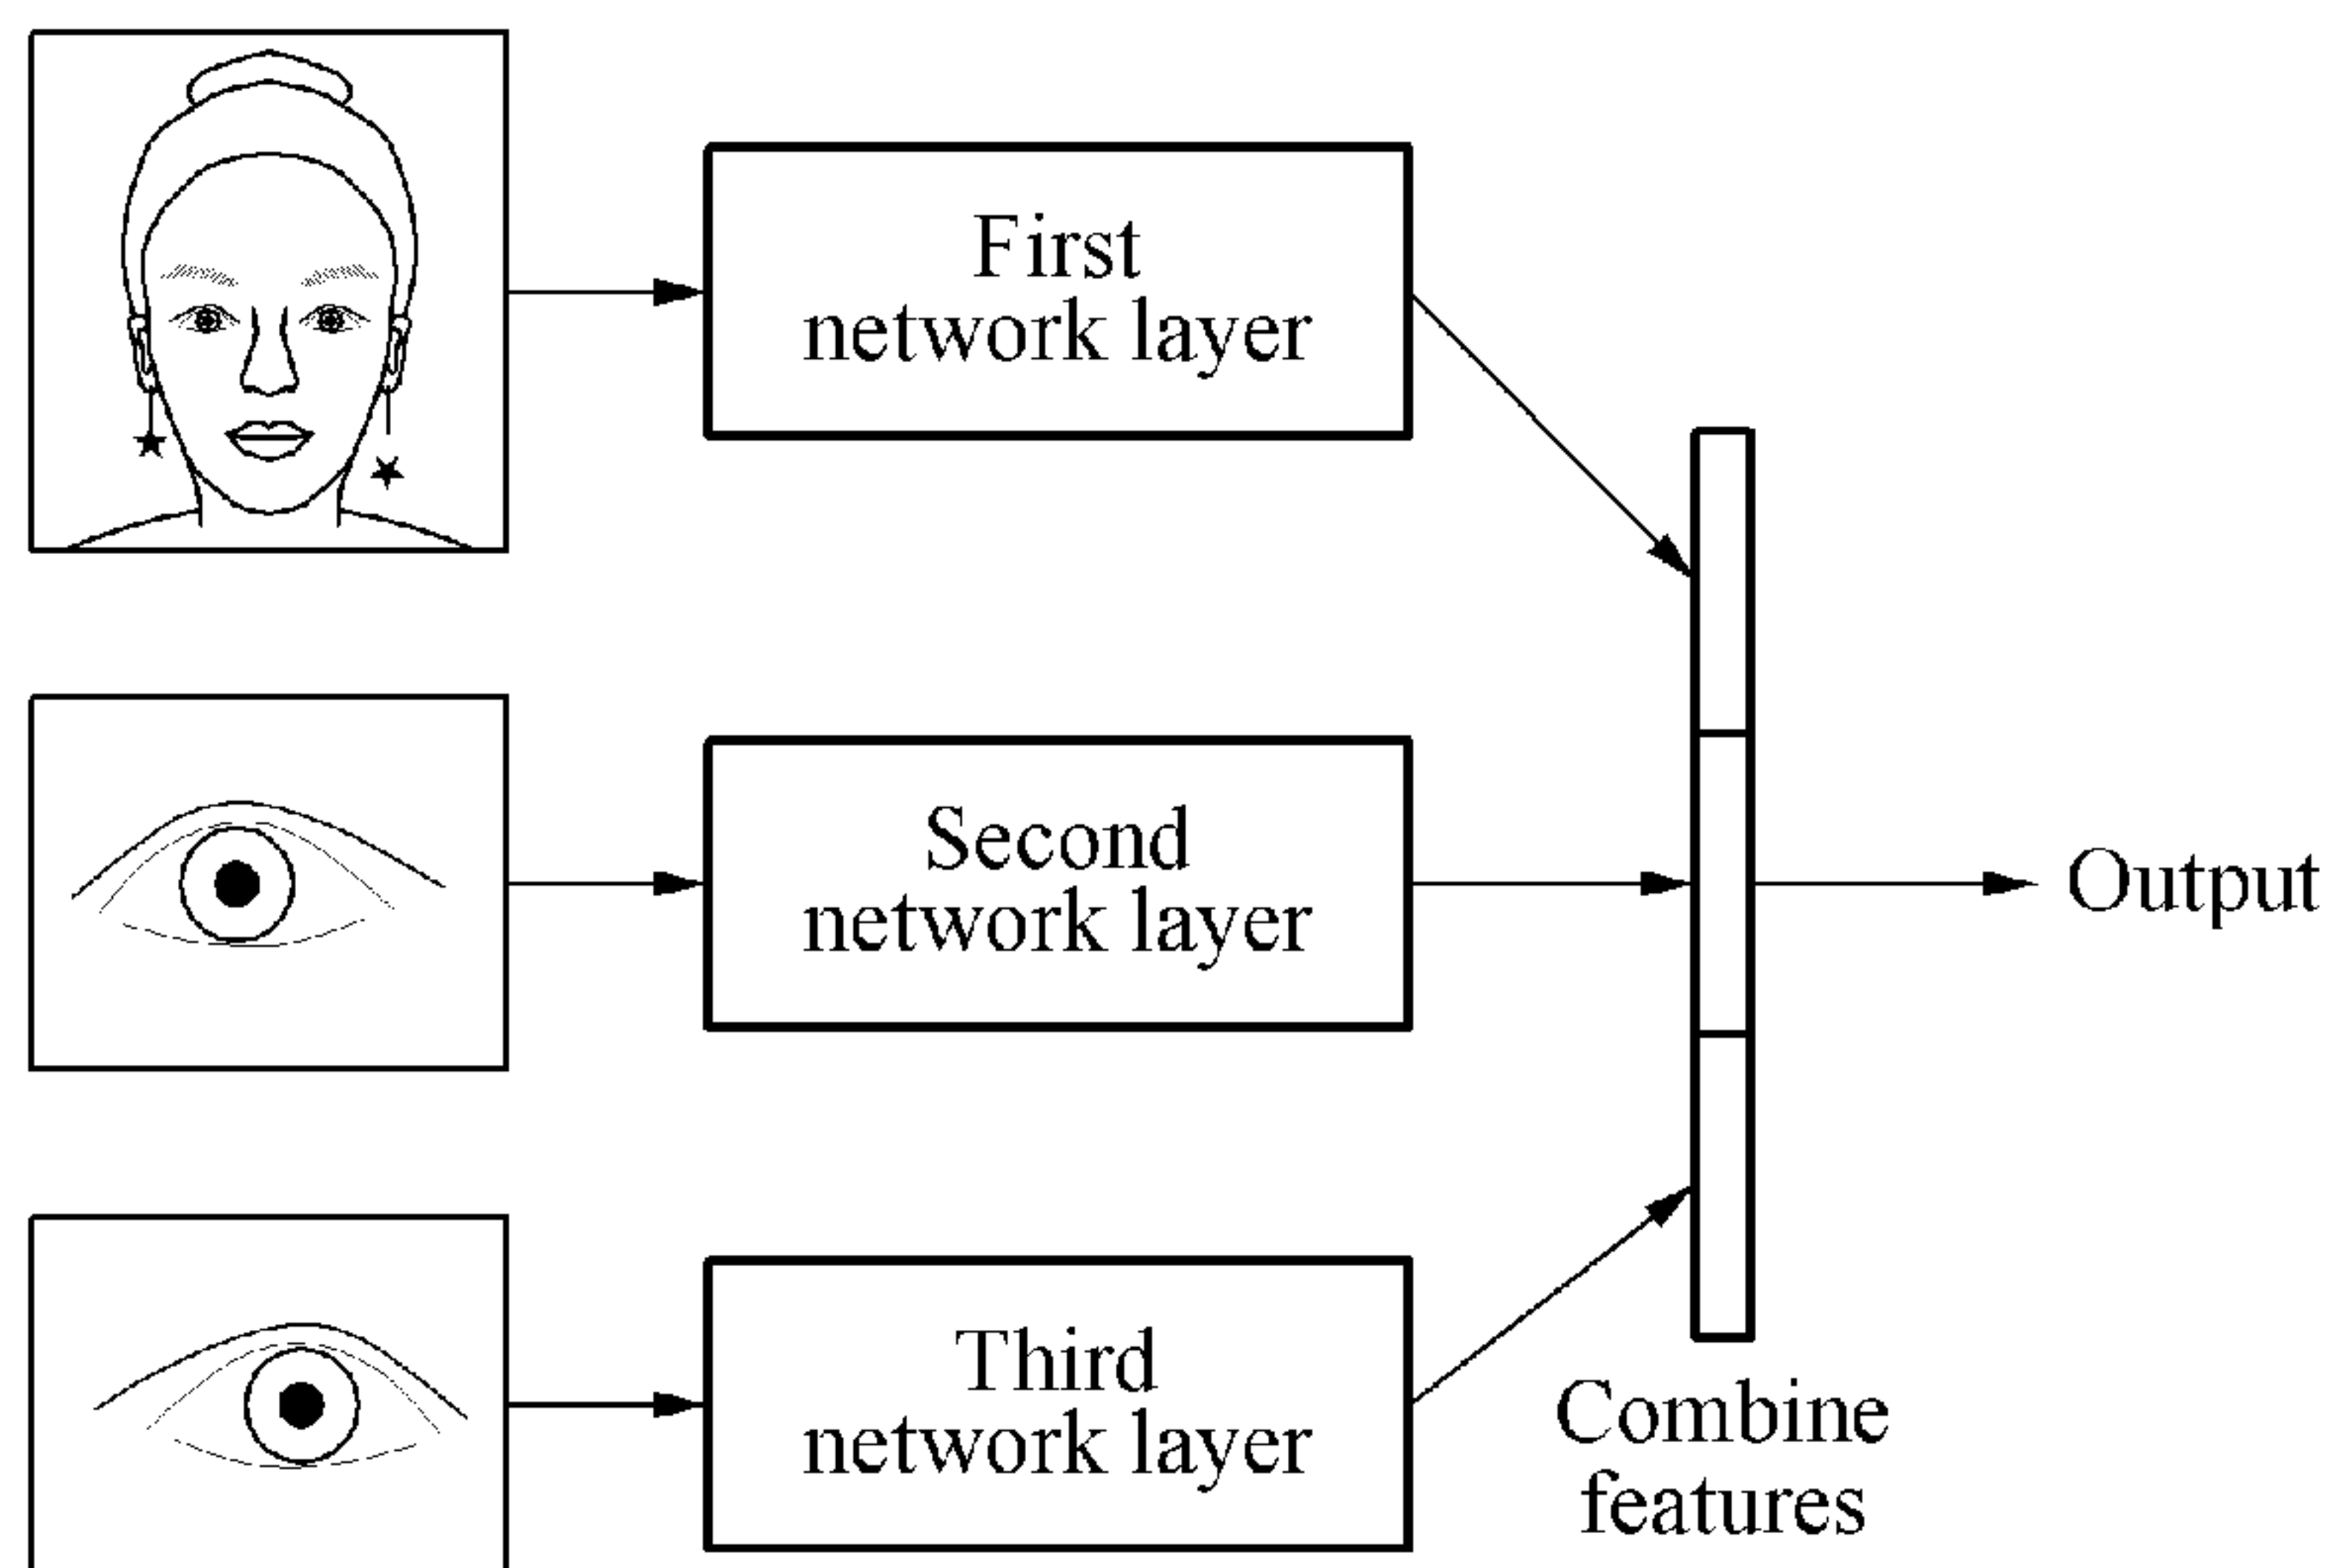 First
network layer
Second
network layer
Output
Third
network layer
Combine
features